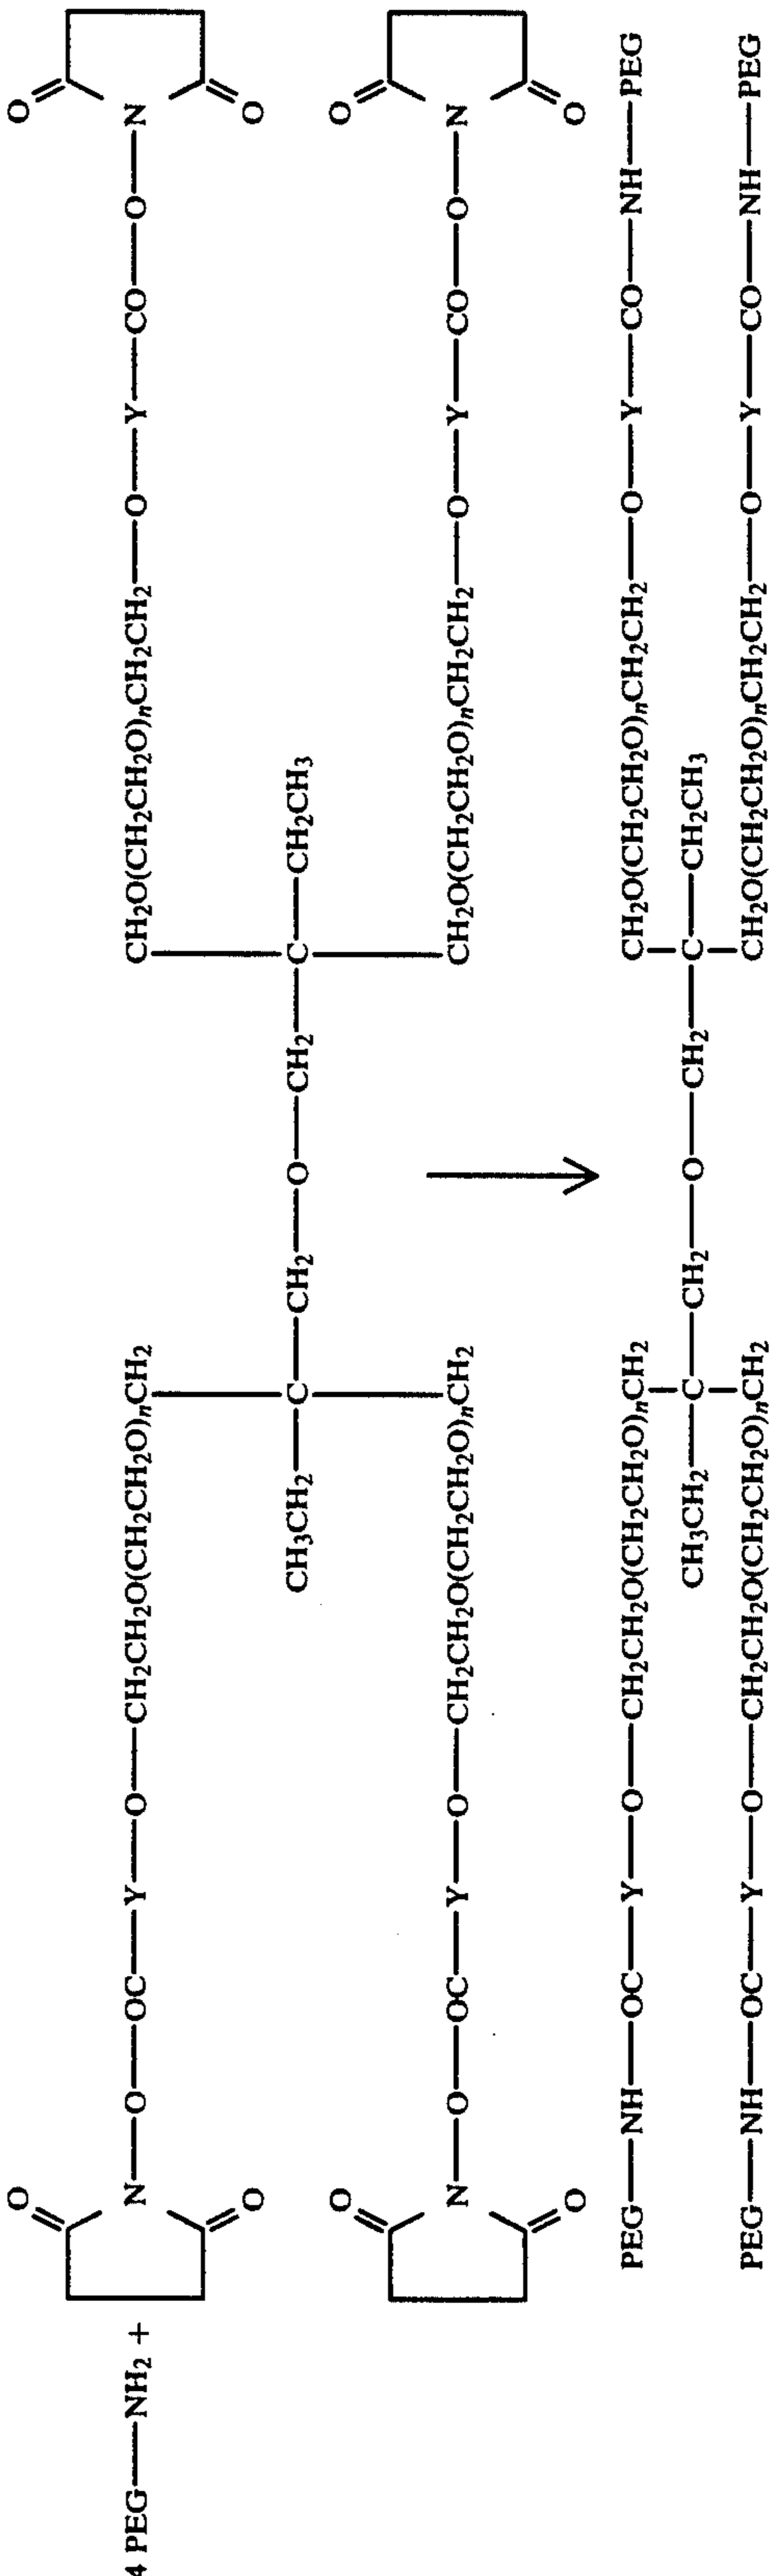 O O
4 PEG—NH₂ + N—O—OC—Y—O—CH₂CH₂O(CH₂CH₂O)ₙCH₂ CH₂O(CH₂CH₂O)ₙCH₂CH₂—O—Y—CO—O—N
O O
CH₃CH₂—C—CH₂—O—CH₂—C—CH₂CH₃
O O
N—O—OC—Y—O—CH₂CH₂O(CH₂CH₂O)ₙCH₂ CH₂O(CH₂CH₂O)ₙCH₂CH₂—O—Y—CO—O—N
O O
PEG—NH—OC—Y—O—CH₂CH₂O(CH₂CH₂O)ₙCH₂ CH₂O(CH₂CH₂O)ₙCH₂CH₂—O—Y—CO—NH—PEG
CH₃CH₂—C—CH₂—O—CH₂—C—CH₂CH₃
PEG—NH—OC—Y—O—CH₂CH₂O(CH₂CH₂O)ₙCH₂ CH₂O(CH₂CH₂O)ₙCH₂CH₂—O—Y—CO—NH—PEG